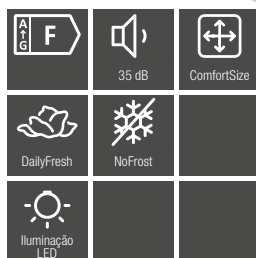 A
↑
G
F
35 dB
ComfortSize
DailyFresh
NoFrost
Iluminação
LED